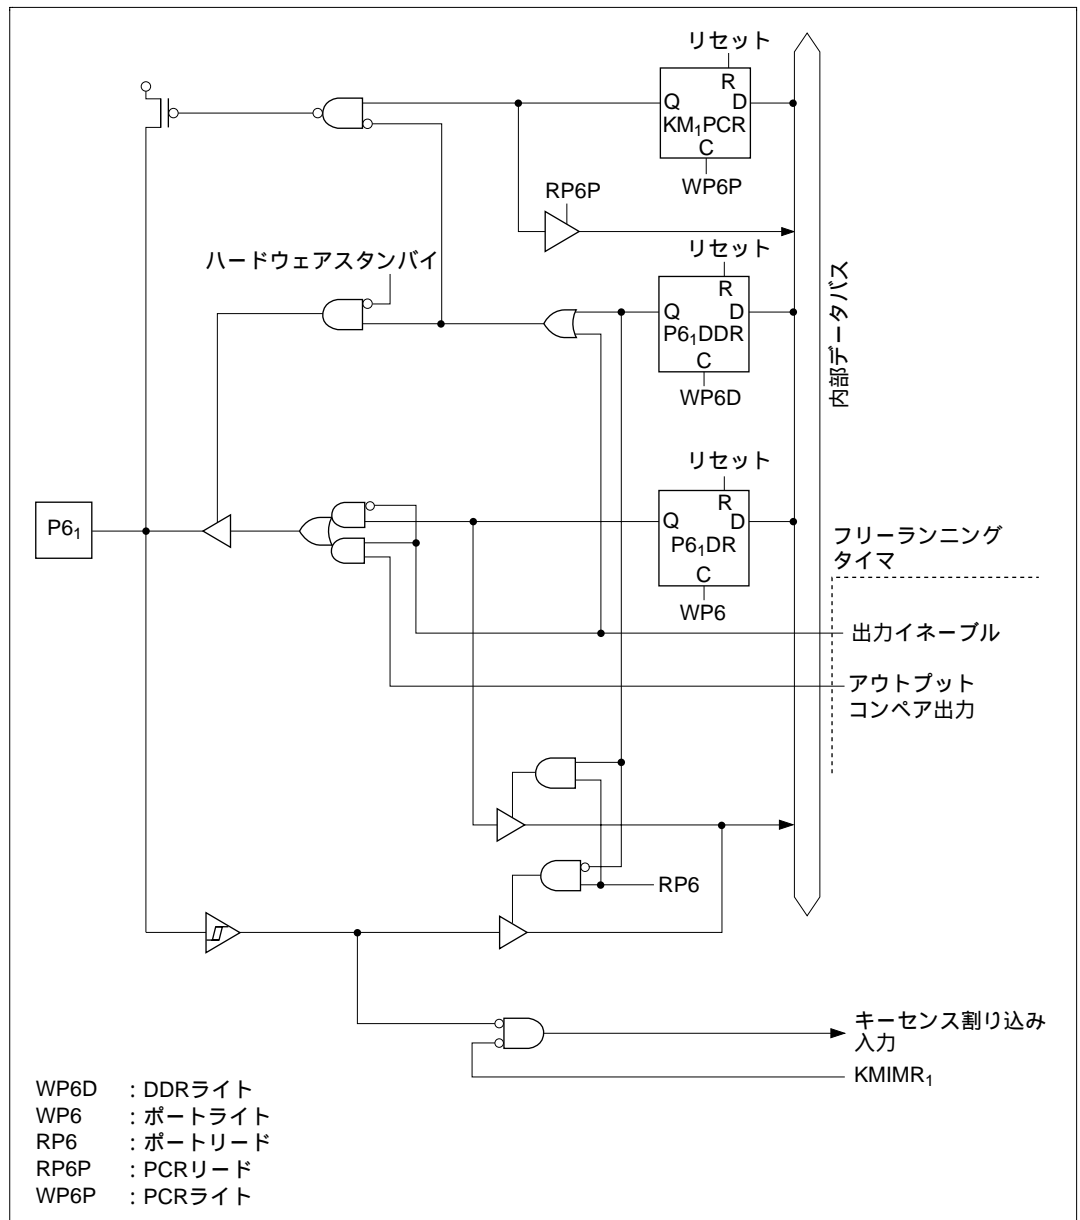 リセット
R
Q D
KM₁PCR
C
WP6P
RP6P
ハードウェアスタンバイ
リセット
R
Q D
P6₁DDR
C
WP6D
内部データバス
リセット
R
Q D
P6₁DR
C
WP6
P6₁
フリーランニング
タイマ
出力イネーブル
アウトプット
コンペア出力
RP6
キーセンス割り込み
入力
KMIMR₁
WP6D : DDRライト
WP6 : ポートライト
RP6 : ポートリード
RP6P : PCRリード
WP6P : PCRライト